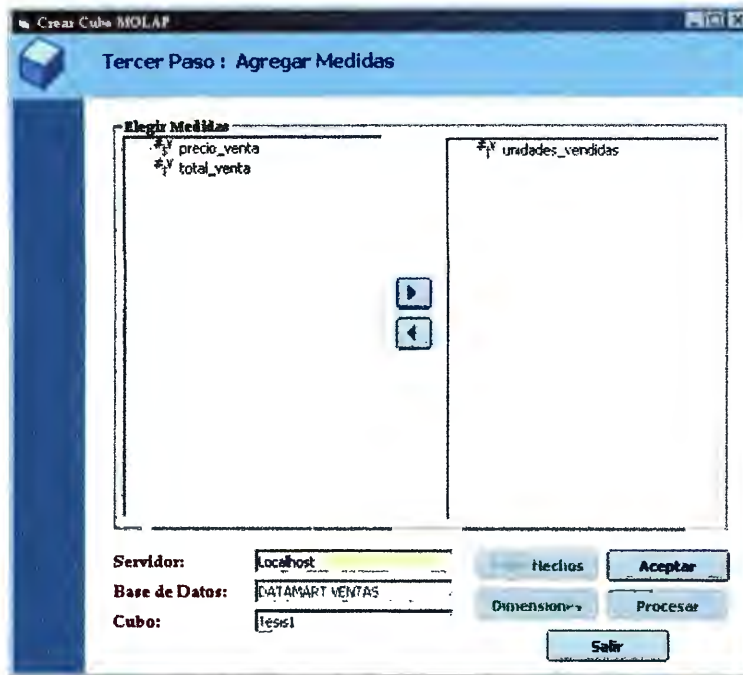 Crear Cubo MOLAP
Tercer Paso : Agregar Medidas
Elegir Medidas
precio_venta
total_venta
unidades_vendidas
Servidor: Localhost
Base de Datos: DATAMART VENTAS
Cubo: Tesis1
Hechos Aceptar
Dimensiones Procesar
Salir